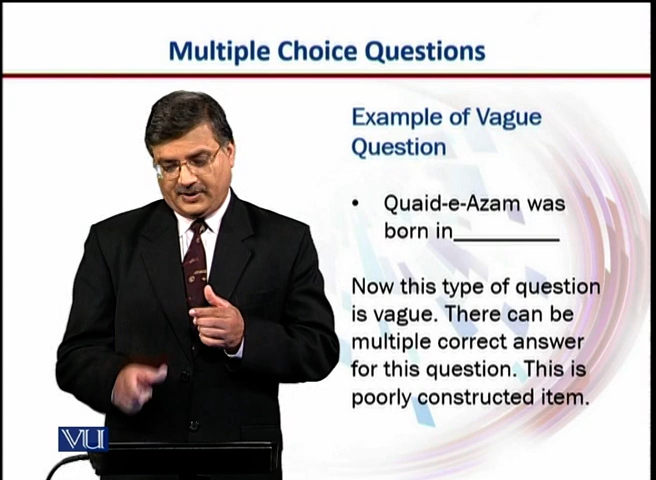 Multiple Choice Questions
Example of Vague
Question
• Quaid-e-Azam was
born in__________
Now this type of question
is vague. There can be
multiple correct answer
for this question. This is
poorly constructed item.
VU